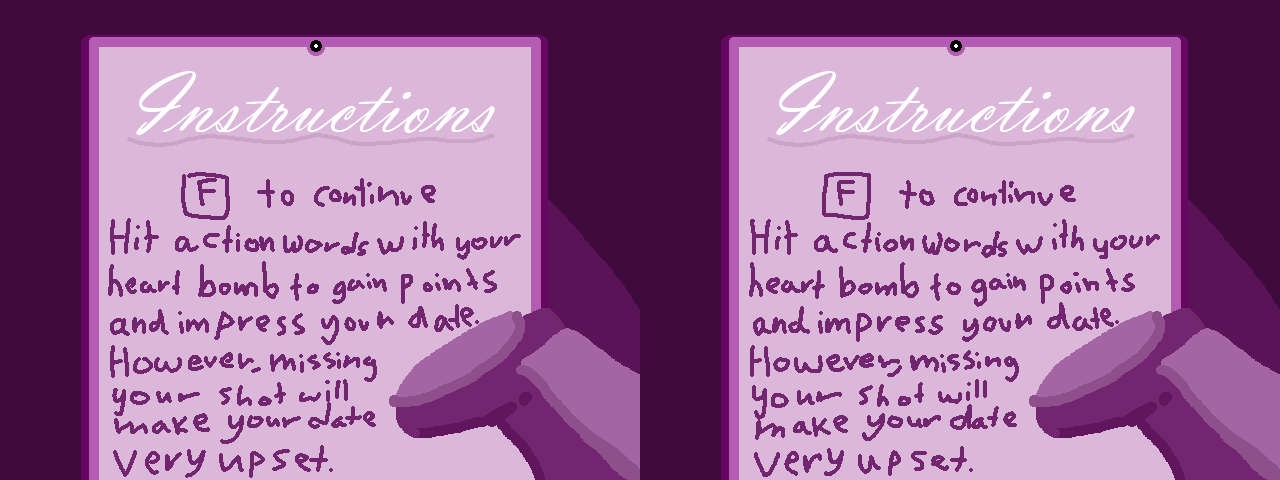 Instructions
F to continue
Hit action words with your
heart bomb to gain points
and impress your date.
However, missing
your shot will
make your date
very upset.
Instructions
F to continue
Hit action words with your
heart bomb to gain points
and impress your date.
However, missing
your shot will
make your date
very upset.